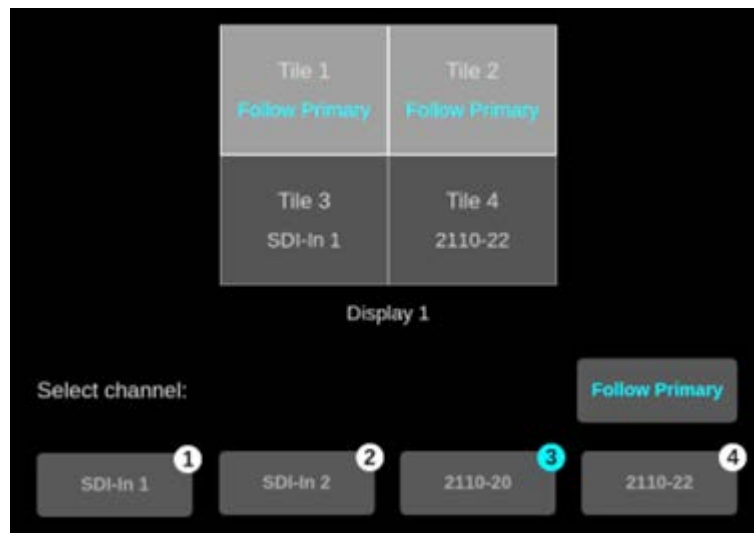 Tile 1
Tile 2
Follow Primary
Follow Primary
Tile 3
Tile 4
SDI-In 1
2110-22
Display 1
Select channel:
Follow Primary
1
2
3
4
SDI-In 1
SDI-In 2
2110-20
2110-22